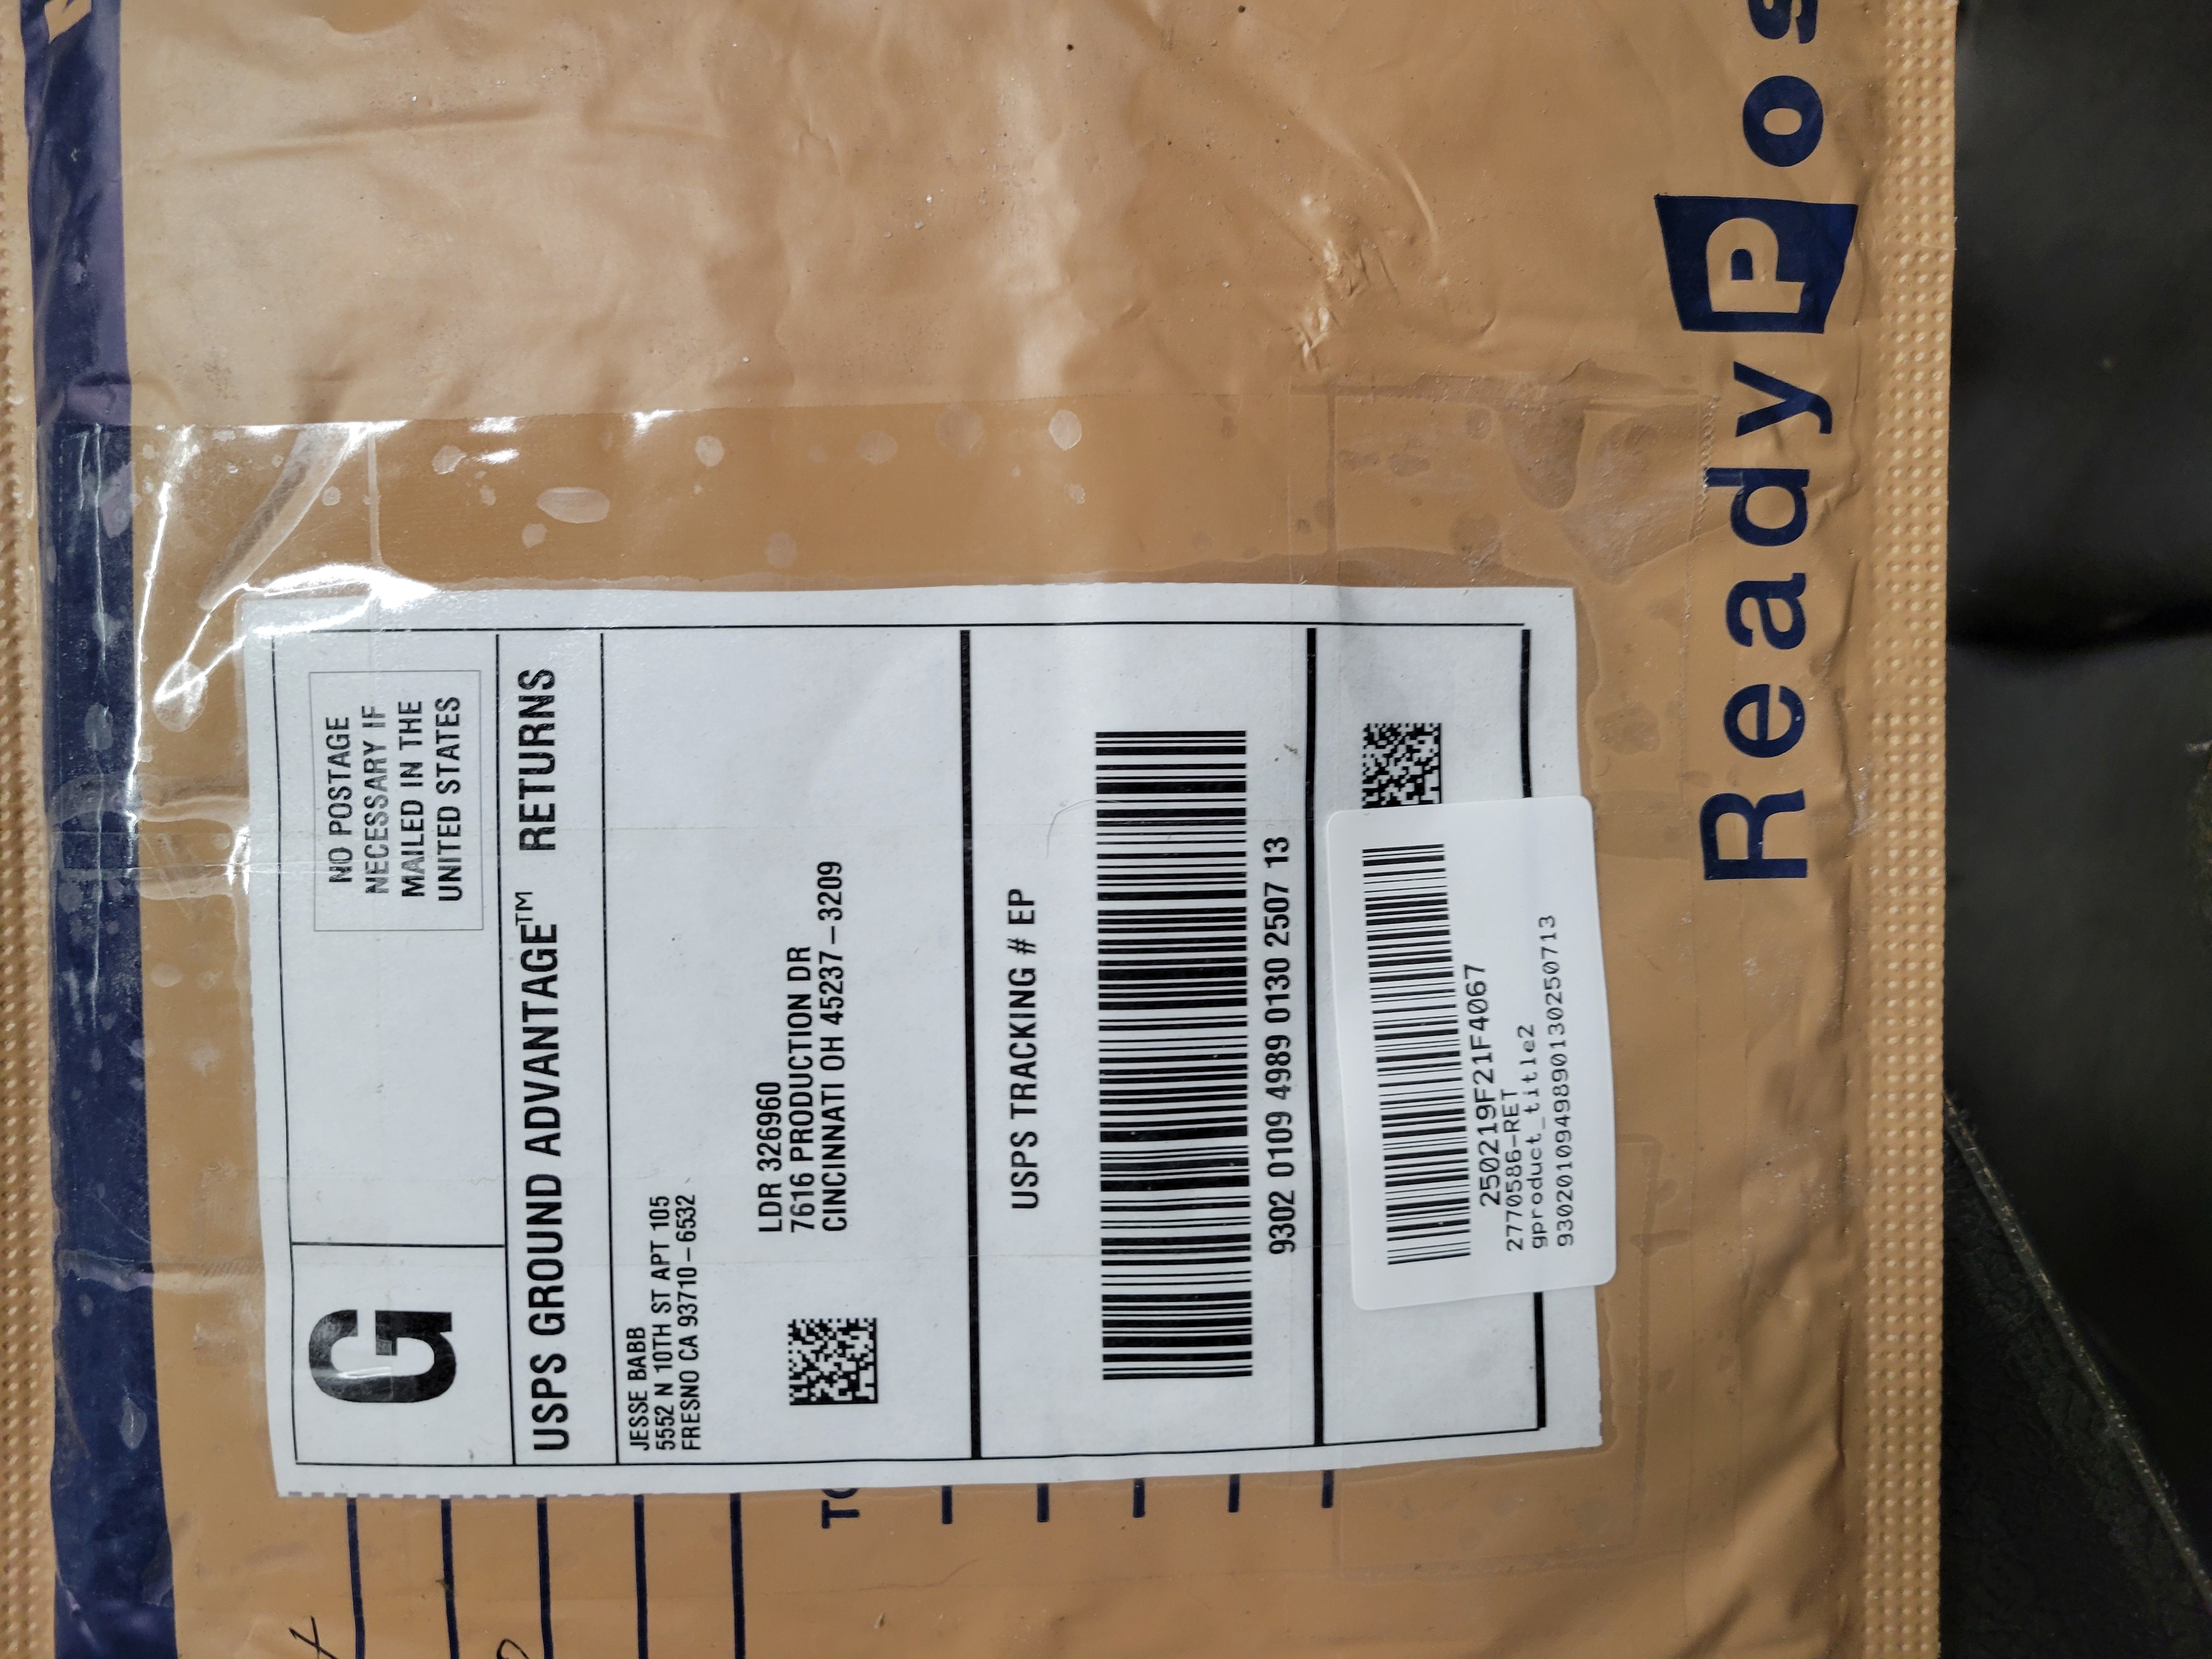 G
NO POSTAGE
NECESSARY IF
MAILED IN THE
UNITED STATES
USPS GROUND ADVANTAGE™ RETURNS
JESSE BABB
5552 N 10TH ST APT 105
FRESNO CA 93710-6532
LDR 326960
7616 PRODUCTION DR
CINCINNATI OH 45237-3209
USPS TRACKING # EP
9302 0109 4989 0130 2507 13
250219F21F4067
27770586-RET
gproduct_title2
9302010949890130250713
ReadyPos